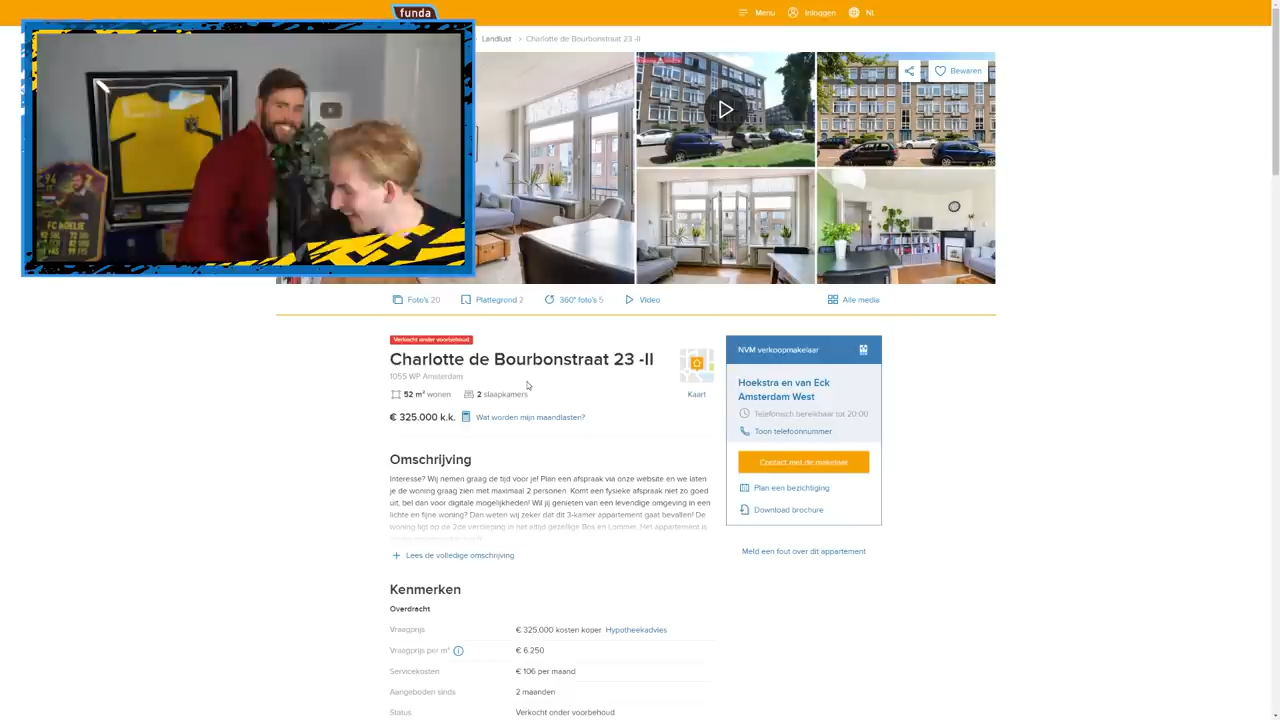 funda
Menu
Inloggen
NL
Landlust > Charlotte de Bourbonstraat 23 -II
Bewaren
94
FC ROELJE
Foto's 20
Plattegrond 2
360° foto's 5
Video
Alle media
Verkocht onder voorbehoud
Charlotte de Bourbonstraat 23 -II
1055 WP Amsterdam
52 m² wonen
2 slaapkamers
€ 325.000 k.k.
Wat worden mijn maandlasten?
Kaart
NVM verkoopmakelaar
Hoekstra en van Eck
Amsterdam West
Telefonisch bereikbaar tot 20:00
Toon telefoonnummer
Contact met de makelaar
Plan een bezichtiging
Download brochure
Meld een fout over dit appartement
Omschrijving
Interesse? Wij nemen graag de tijd voor je! Plan een afspraak via onze website en we laten
je de woning graag zien met maximaal 2 personen. Komt een fysieke afspraak niet zo goed
uit, bel dan voor digitale mogelijkheden! Wil jij genieten van een levendige omgeving in een
lichte en fijne woning? Dan weten wij zeker dat dit 3-kamer appartement gaat bevallen! De
woning ligt op de 2de verdieping in het altijd gezellige Bos en Lommer. Het appartement is
Lees de volledige omschrijving
Kenmerken
Overdracht
Vraagprijs
€ 325.000 kosten koper Hypotheekadvies
Vraagprijs per m²
€ 6.250
Servicekosten
€ 106 per maand
Aangeboden sinds
2 maanden
Status
Verkocht onder voorbehoud